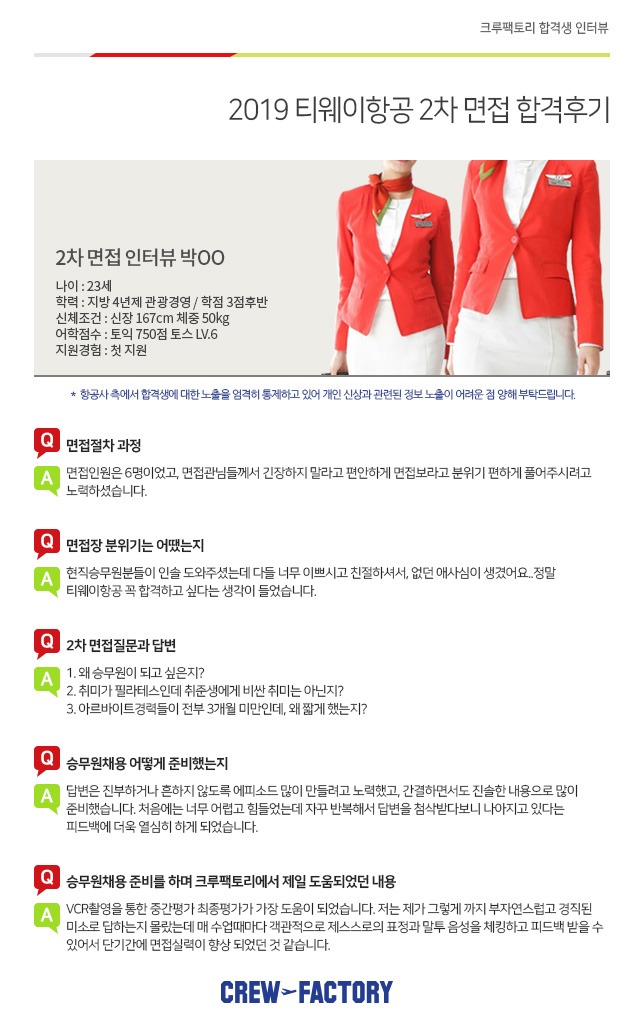 크루팩토리 합격생 인터뷰
2019 티웨이항공 2차 면접 합격후기
2차 면접 인터뷰 박OO
나이 : 23세
학력 : 지방 4년제 관광경영 / 학점 3점후반
신체조건 : 신장 167cm 체중 50kg
어학점수 : 토익 750점 토스 LV.6
지원경험 : 첫 지원
* 항공사 측에서 합격생에 대한 노출을 엄격히 통제하고 있어 개인 신상과 관련된 정보 노출이 어려운 점 양해 부탁드립니다.
Q 면접절차 과정
A 면접인원은 6명이었고, 면접관님들께서 긴장하지 말라고 편안하게 면접보라고 분위기 편하게 풀어주시려고
노력하셨습니다.
Q 면접장 분위기는 어땠는지
A 현직승무원분들이 인솔 도와주셨는데 다들 너무 이쁘시고 친절하셔서, 없던 애사심이 생겼어요..정말
티웨이항공 꼭 합격하고 싶다는 생각이 들었습니다.
Q 2차 면접질문과 답변
A 1. 왜 승무원이 되고 싶은지?
2. 취미가 필라테스인데 취준생에게 비싼 취미는 아닌지?
3. 아르바이트경력들이 전부 3개월 미만인데, 왜 짧게 했는지?
Q 승무원채용 어떻게 준비했는지
A 답변은 진부하거나 흔하지 않도록 에피소드 많이 만들려고 노력했고, 간결하면서도 진솔한 내용으로 많이
준비했습니다. 처음에는 너무 어렵고 힘들었는데 자꾸 반복해서 답변을 첨삭받다보니 나아지고 있다는
피드백에 더욱 열심히 하게 되었습니다.
Q 승무원채용 준비를 하며 크루팩토리에서 제일 도움되었던 내용
A VCR촬영을 통한 중간평가 최종평가가 가장 도움이 되었습니다. 저는 제가 그렇게 까지 부자연스럽고 경직된
미소로 답하는지 몰랐는데 매 수업때마다 객관적으로 제스스로의 표정과 말투 음성을 체킹하고 피드백 받을 수
있어서 단기간에 면접실력이 향상 되었던 것 같습니다.
CREW FACTORY